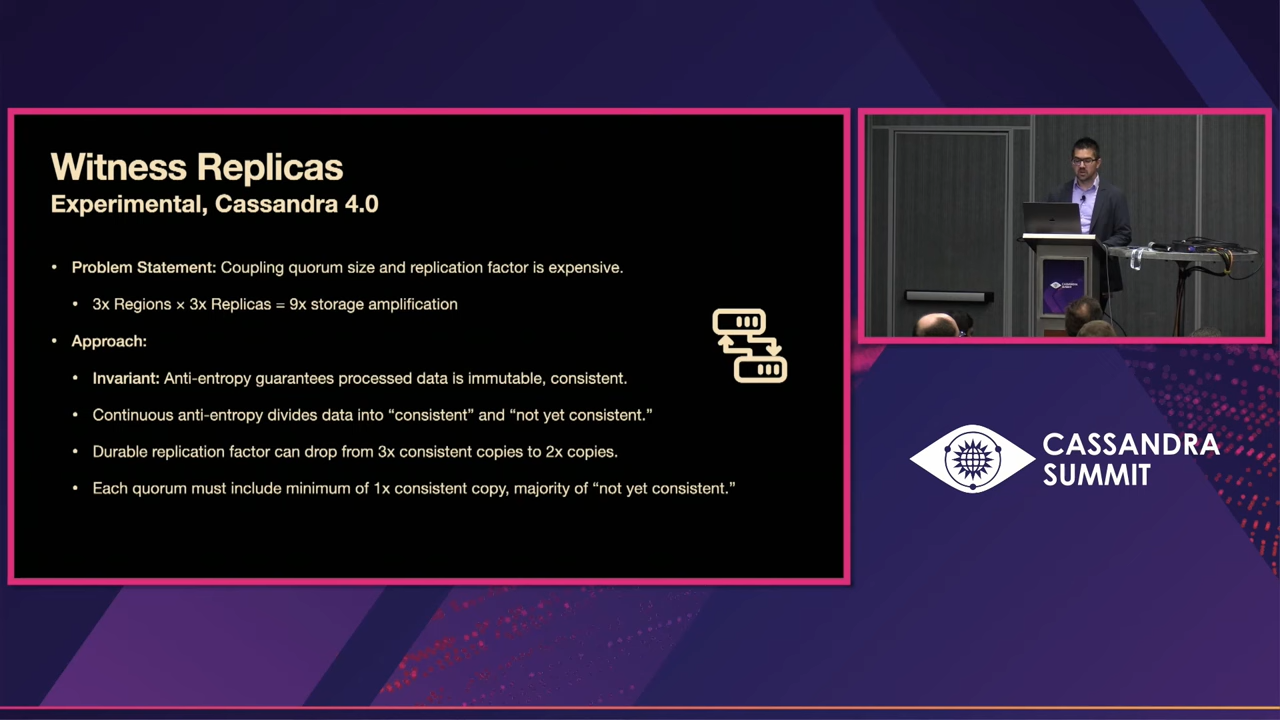 Witness Replicas
Experimental, Cassandra 4.0
• Problem Statement: Coupling quorum size and replication factor is expensive.
• 3x Regions × 3x Replicas = 9x storage amplification
• Approach:
• Invariant: Anti-entropy guarantees processed data is immutable, consistent.
• Continuous anti-entropy divides data into “consistent” and “not yet consistent.”
• Durable replication factor can drop from 3x consistent copies to 2x copies.
• Each quorum must include minimum of 1x consistent copy, majority of “not yet consistent.”
CASSANDRA
SUMMIT